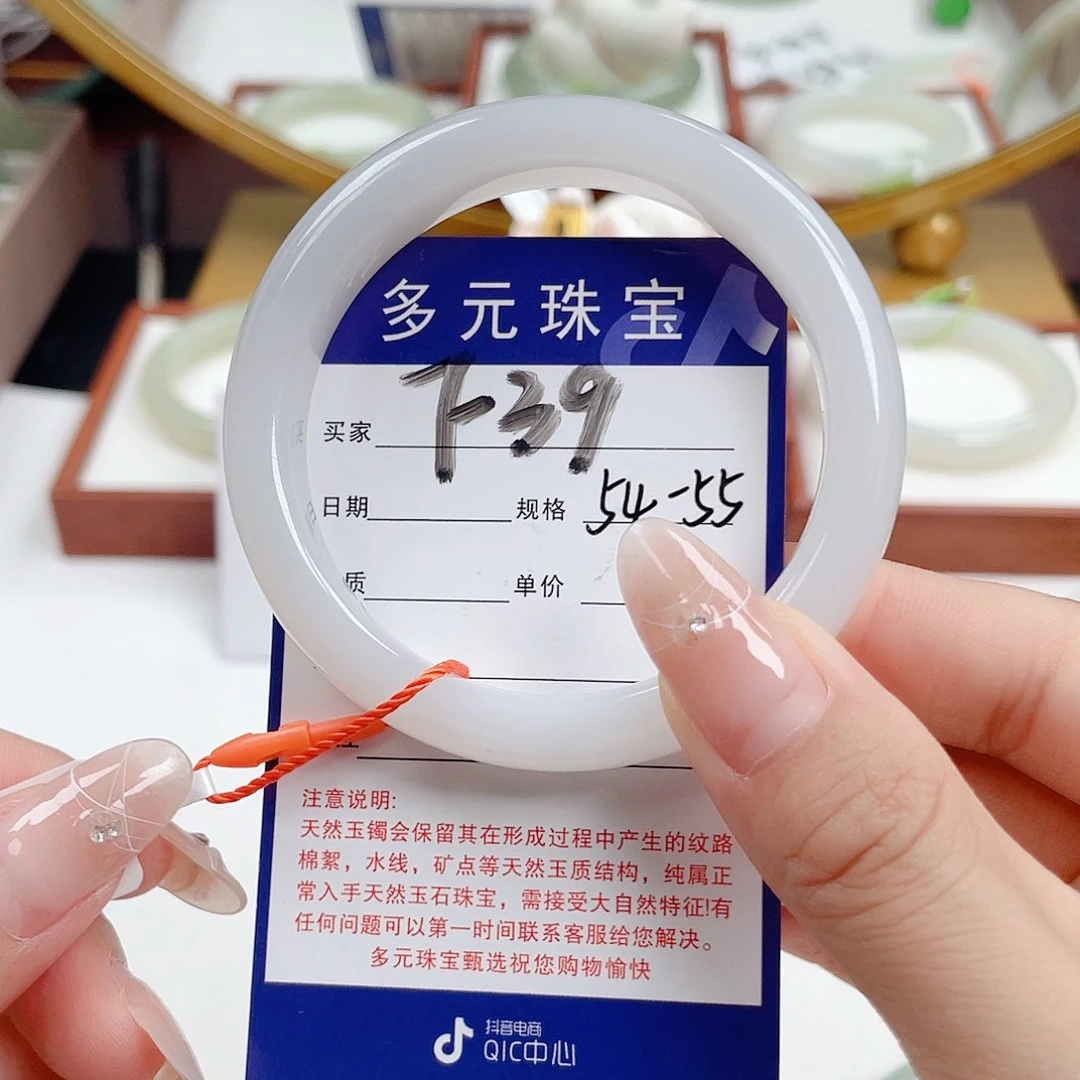 多元珠宝
7-39
买家
日期 规格 54-55
质 单价
注意说明:
天然玉镯会保留其在形成过程中产生的纹路
棉絮，水线，矿点等天然玉质结构，纯属正
常入手天然玉石珠宝，需接受大自然特征!有
任何问题可以第一时间联系客服给您解决。
多元珠宝甄选祝您购物愉快
抖音电商
QIC中心